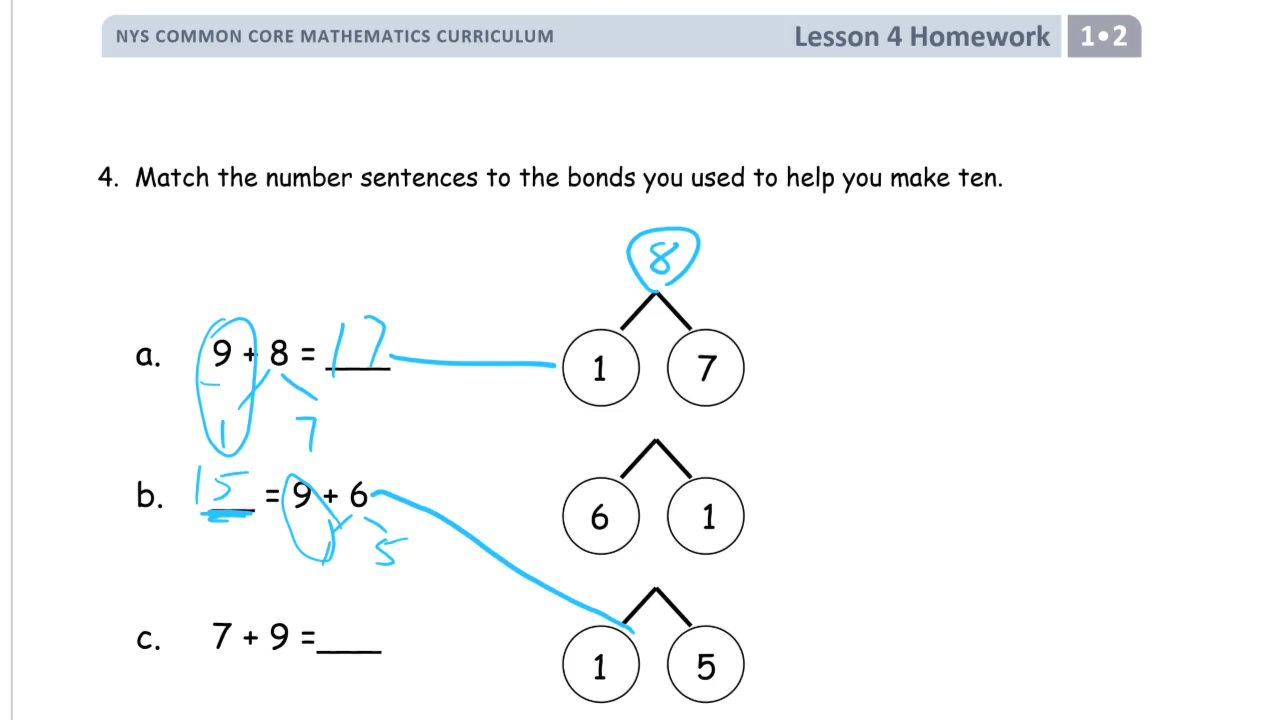 NYS COMMON CORE MATHEMATICS CURRICULUM Lesson 4 Homework 1•2
4. Match the number sentences to the bonds you used to help you make ten.
8
a. 9 + 8 = 17
1 7
1 7
b. 15 = 9 + 6
1 5
6 1
c. 7 + 9 = ___
1 5